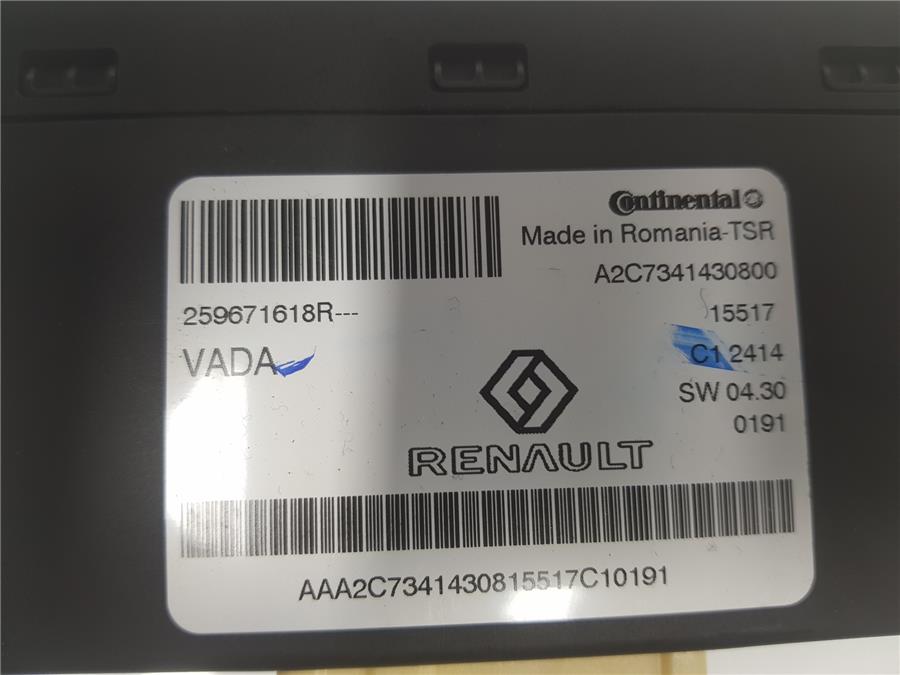 Continental
Made in Romania-TSR
A2C7341430800
259671618R---
15517
VADA
C1 2414
SW 04.30
0191
RENAULT
AAA2C7341430815517C10191